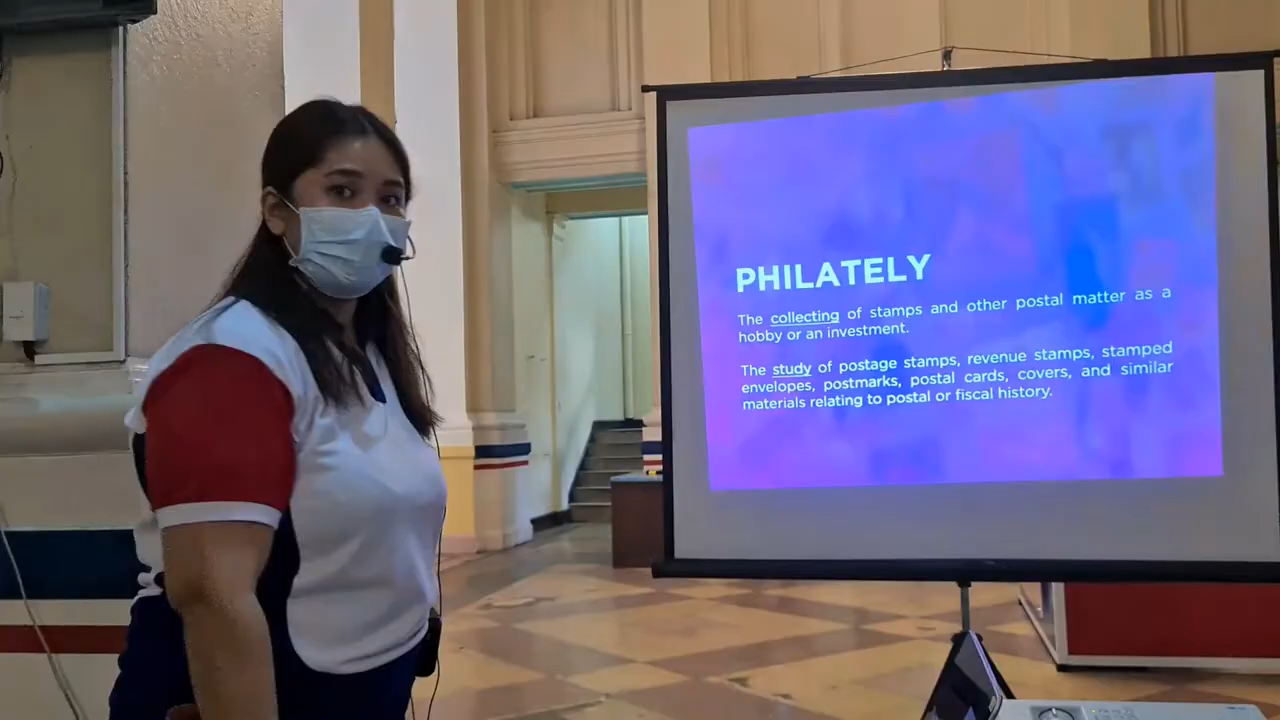 PHILATELY
The collecting of stamps and other postal matter as a
hobby or an investment.
The study of postage stamps, revenue stamps, stamped
envelopes, postmarks, postal cards, covers, and similar
materials relating to postal or fiscal history.